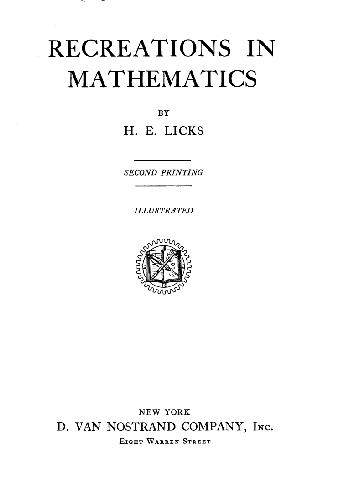 RECREATIONS IN
MATHEMATICS
BY
H. E. LICKS
SECOND PRINTING
ILLUSTRATED
NEW YORK
D. VAN NOSTRAND COMPANY, INC.
EIGHT WARREN STREET